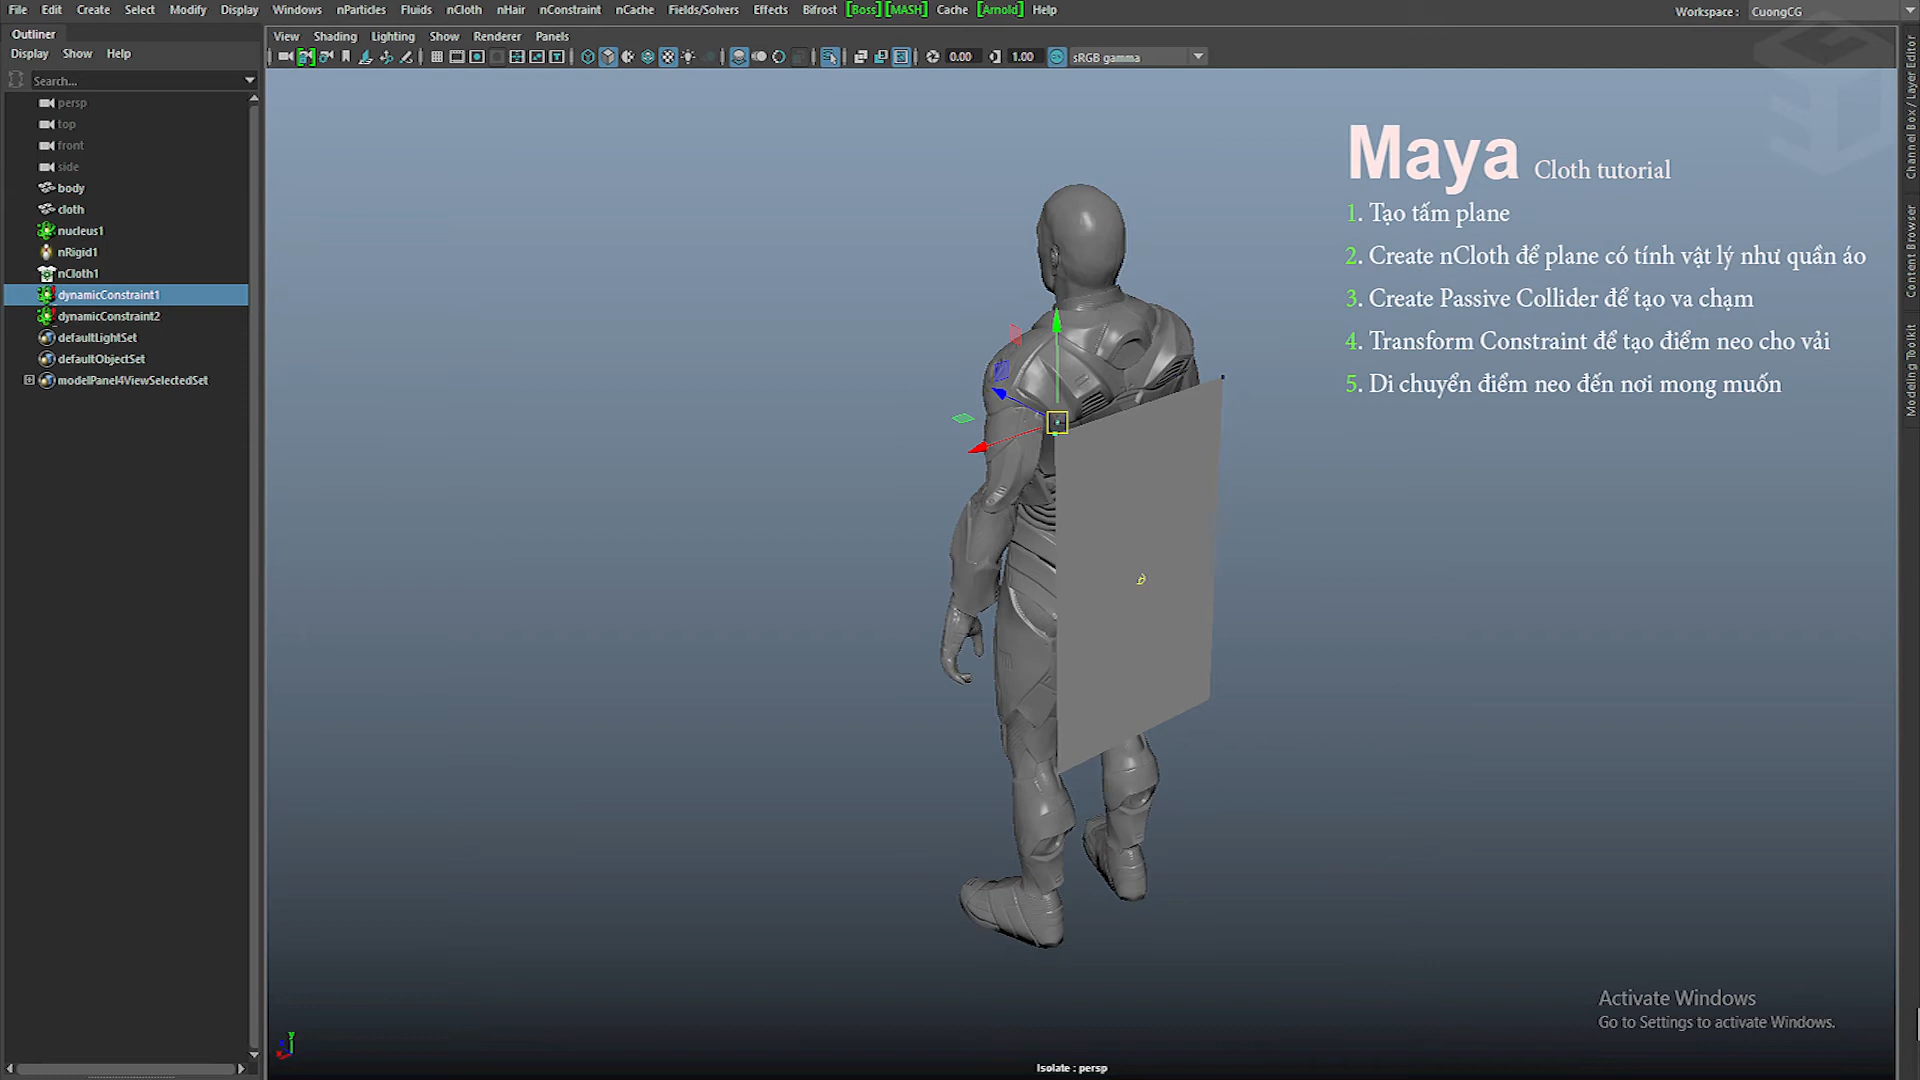 File Edit Create Select Modify Display Windows nParticles Fluids nCloth nHair nConstraint nCache Fields/Solvers Effects Bifrost [Boss] [MASH] Cache [Arnold] Help
Workspace : CuongCG
Outliner
Display Show Help
Search...
persp
top
front
side
body
cloth
nucleus1
nRigid1
nCloth1
dynamicConstraint1
dynamicConstraint2
defaultLightSet
defaultObjectSet
modelPanel4ViewSelectedSet
View Shading Lighting Show Renderer Panels
0.00 1.00 sRGB gamma
Maya Cloth tutorial
1. Tạo tấm plane
2. Create nCloth để plane có tính vật lý như quần áo
3. Create Passive Collider để tạo va chạm
4. Transform Constraint để tạo điểm neo cho vải
5. Di chuyển điểm neo đến nơi mong muốn
Channel Box / Layer Editor
Content Browser
Modeling Toolkit
Activate Windows
Go to Settings to activate Windows.
Isolate : persp